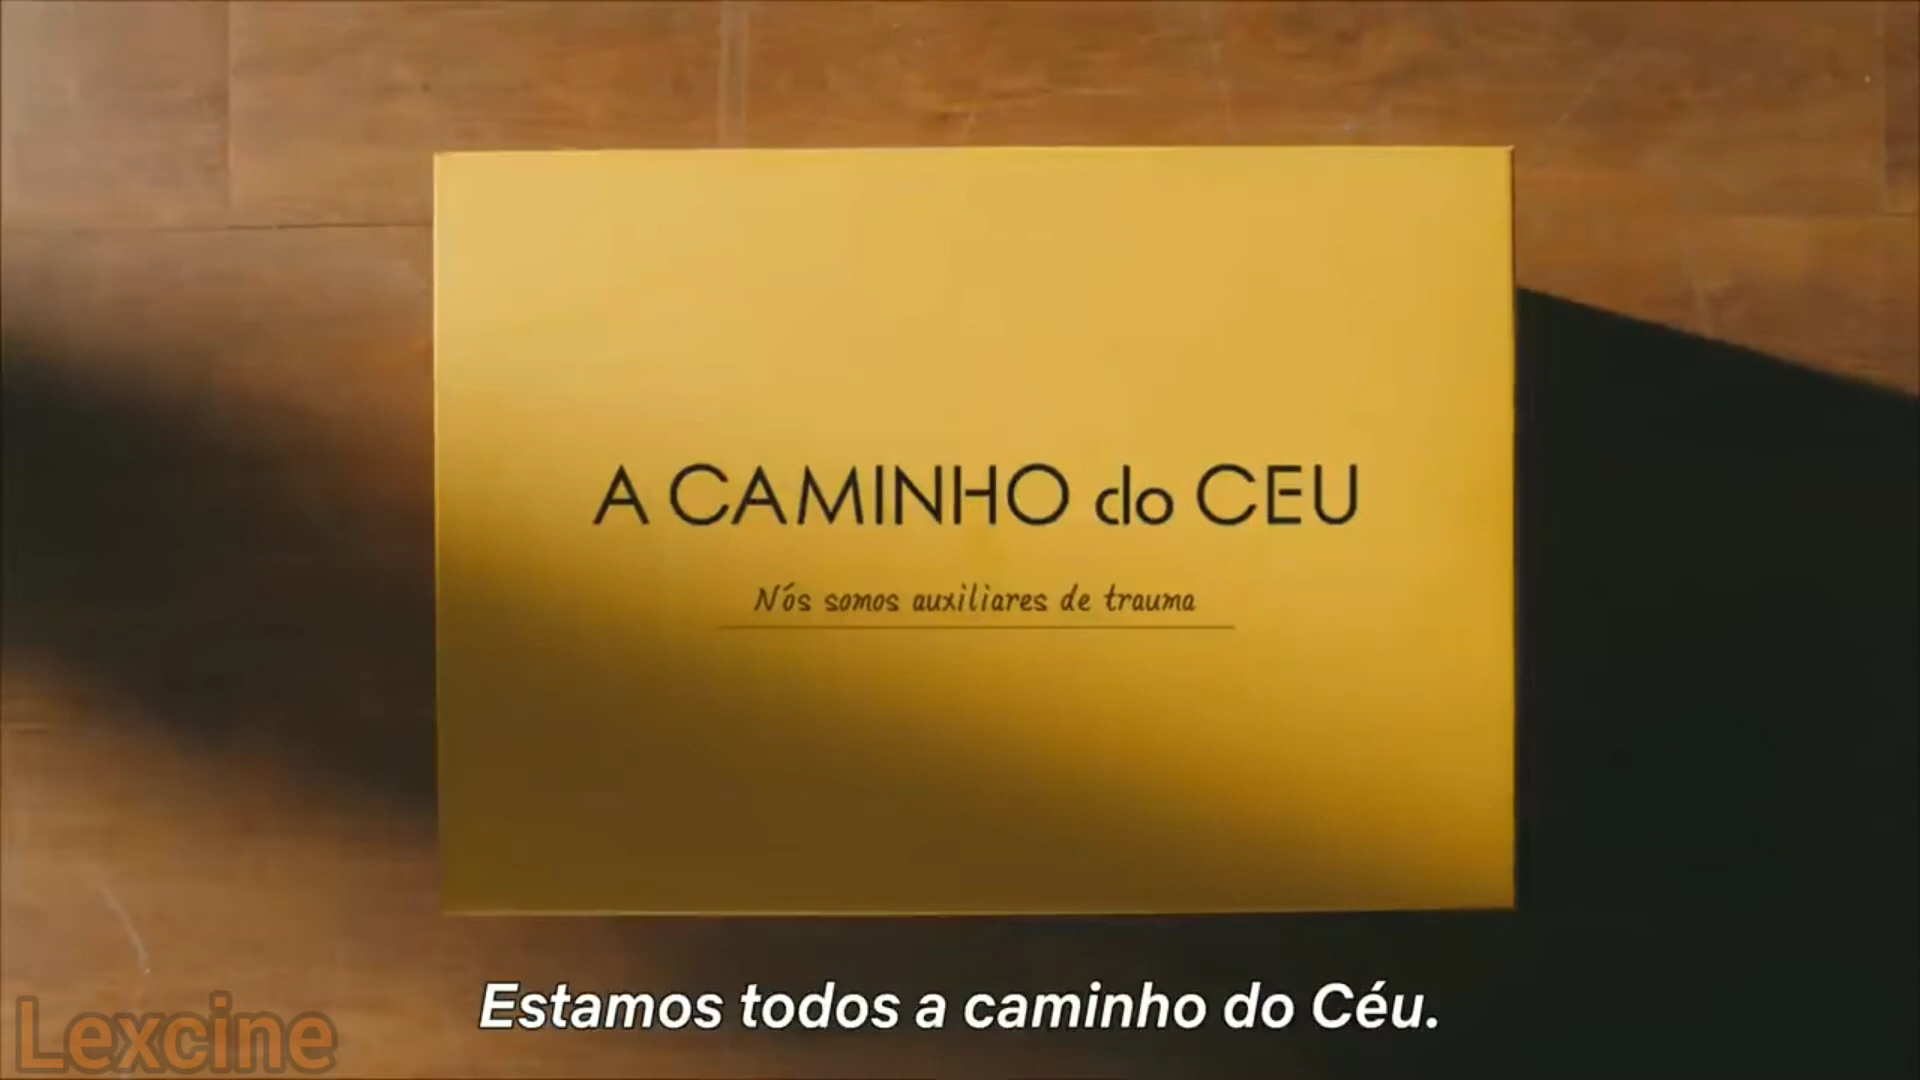 A CAMINHO do CEU
Nós somos auxiliares de trauma
Estamos todos a caminho do Céu.
Lexcine